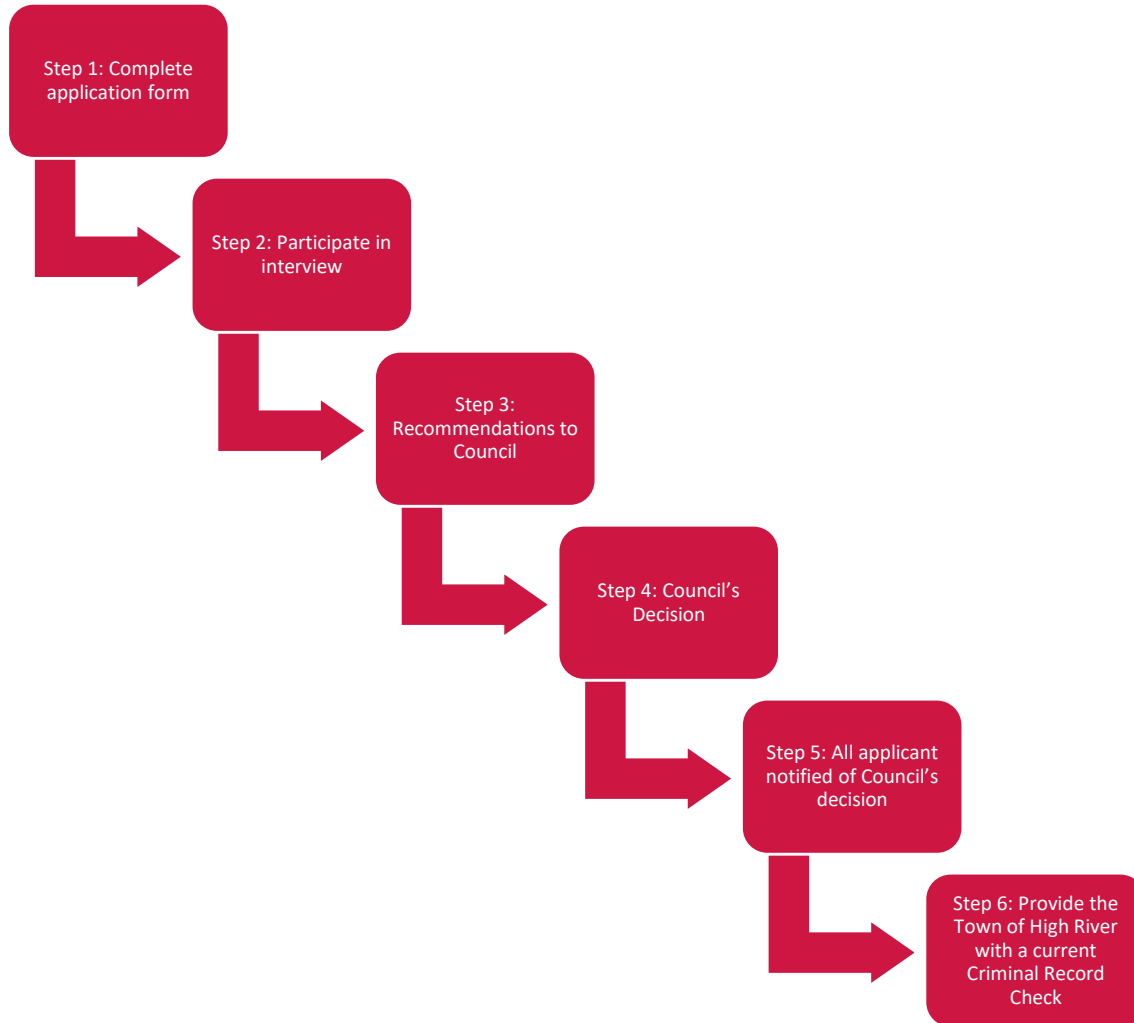 Step 1: Complete
application form
Step 2: Participate in
interview
Step 3:
Recommendations to
Council
Step 4: Council’s
Decision
Step 5: All applicant
notified of Council’s
decision
Step 6: Provide the
Town of High River
with a current
Criminal Record
Check